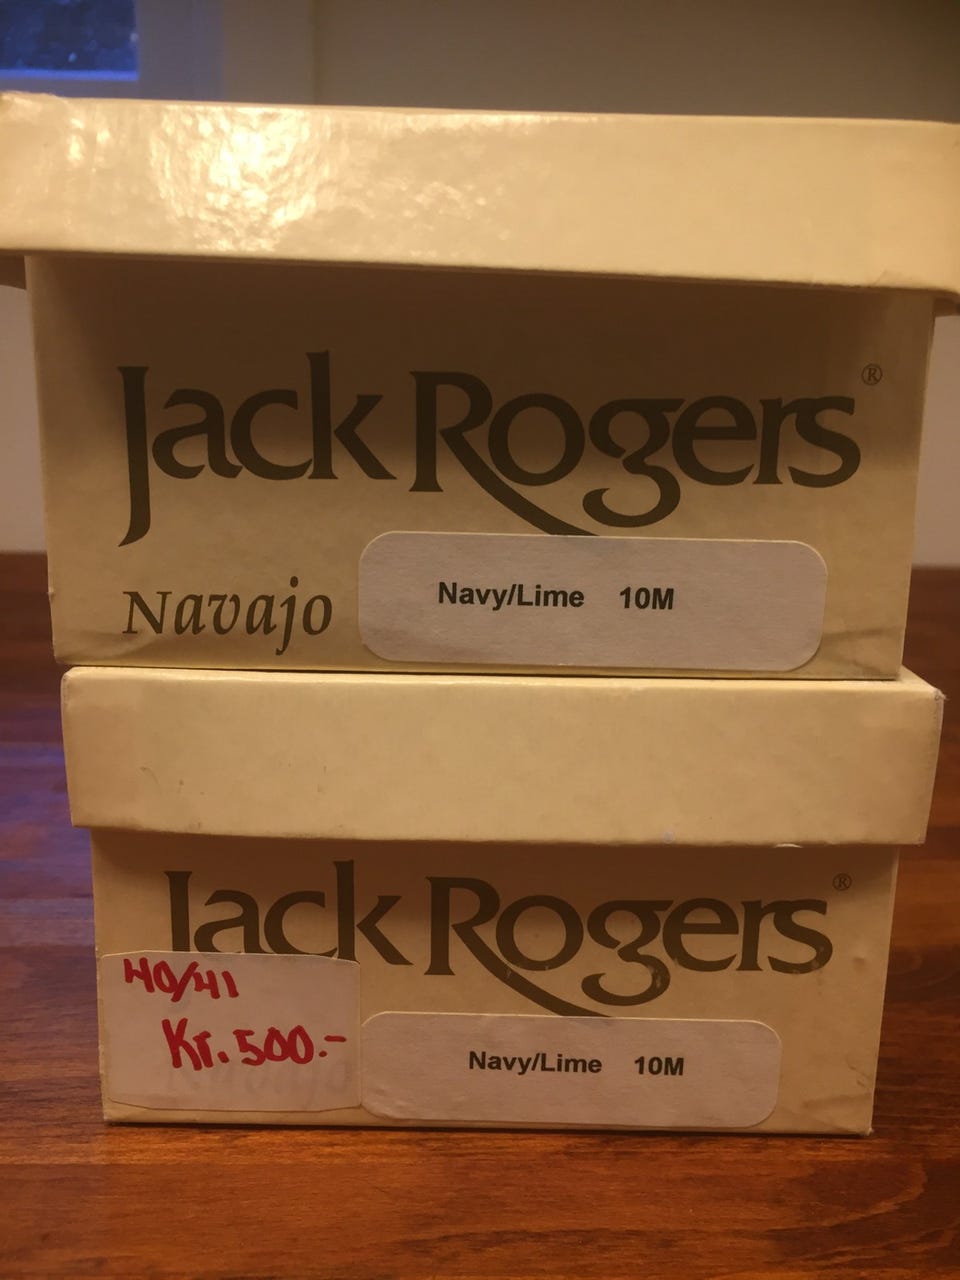 Jack Rogers®
Navajo
Navy/Lime 10M
Jack Rogers®
40/41
Kr. 500.-
Navy/Lime 10M